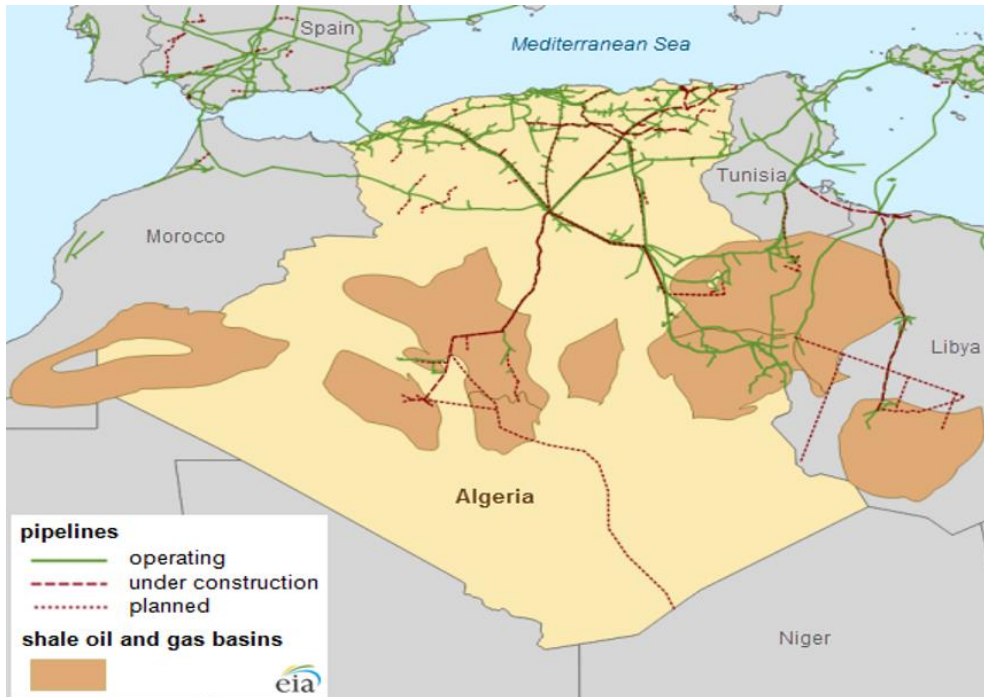 Spain
Mediterranean Sea
Tunisia
Morocco
Libya
Algeria
Niger
pipelines
operating
under construction
planned
shale oil and gas basins
eia